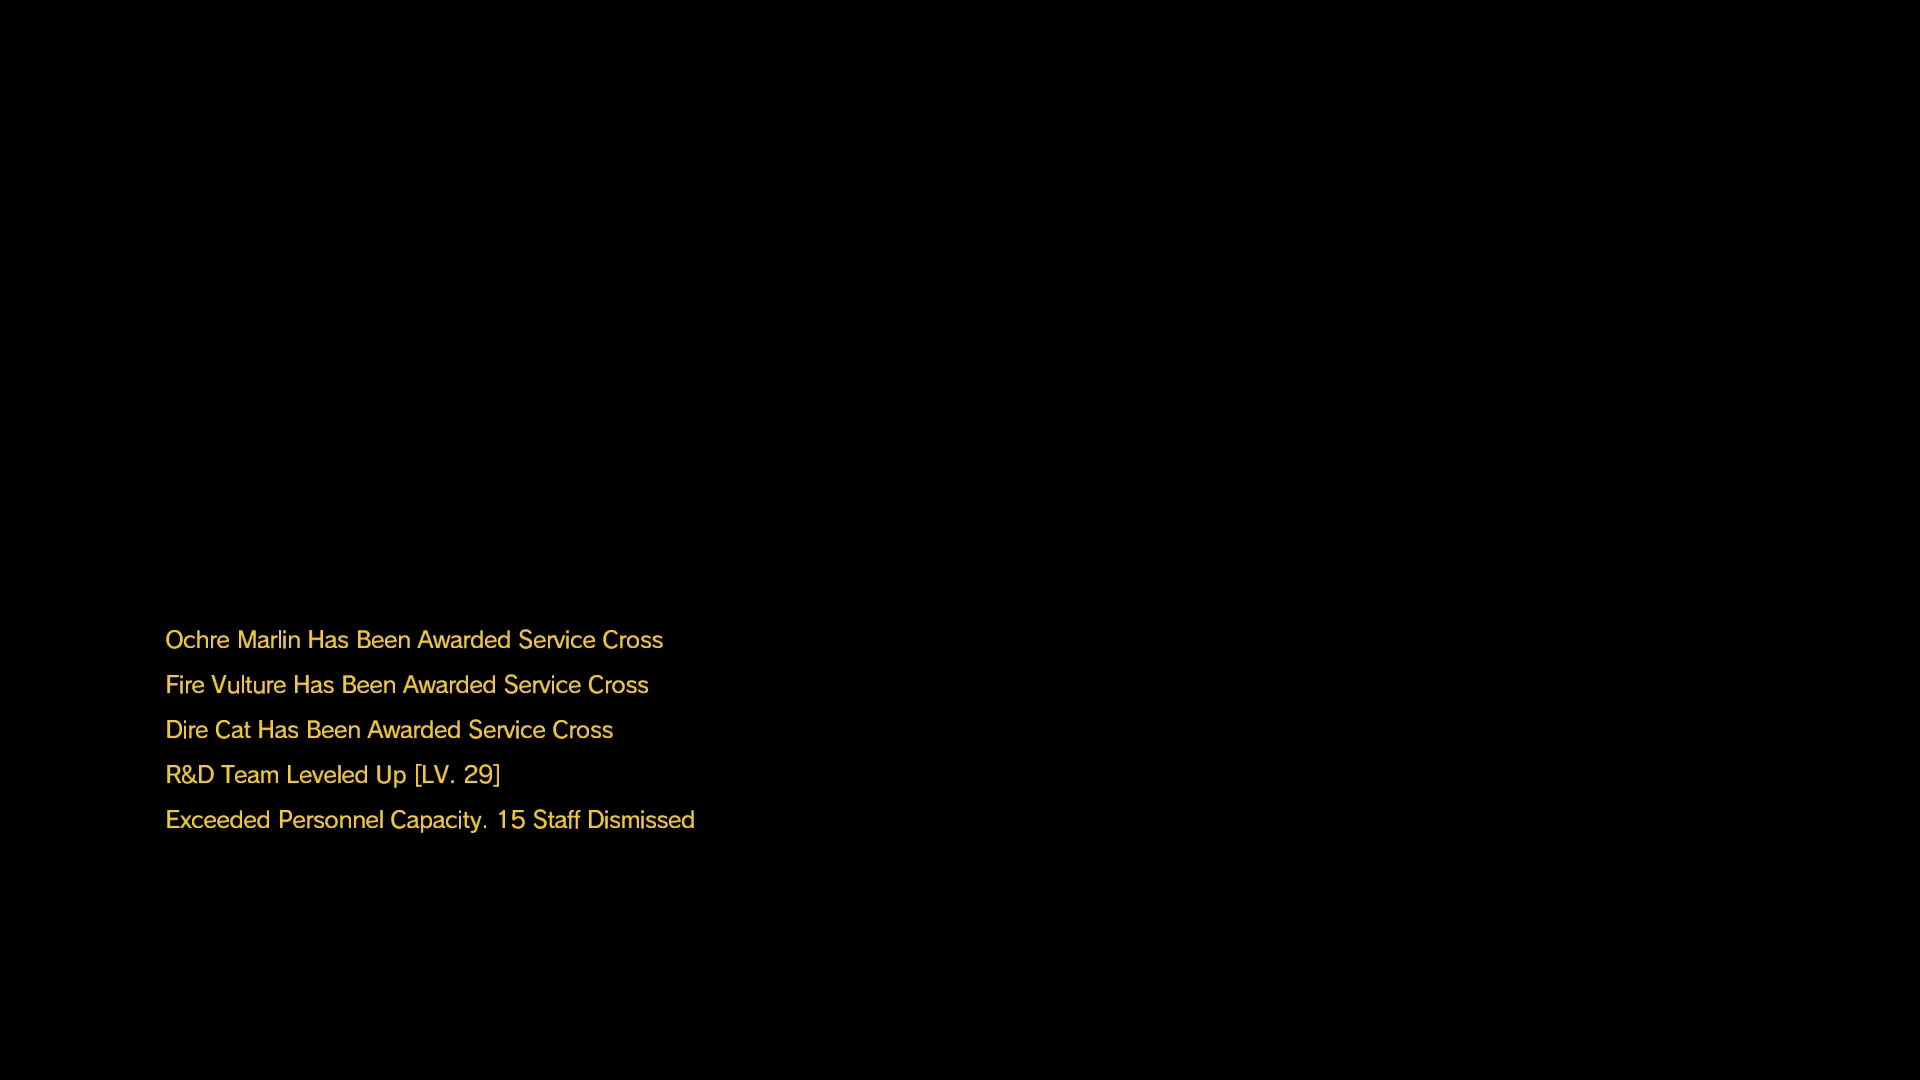 Ochre Marlin Has Been Awarded Service Cross
Fire Vulture Has Been Awarded Service Cross
Dire Cat Has Been Awarded Service Cross
R&D Team Leveled Up [LV. 29]
Exceeded Personnel Capacity. 15 Staff Dismissed